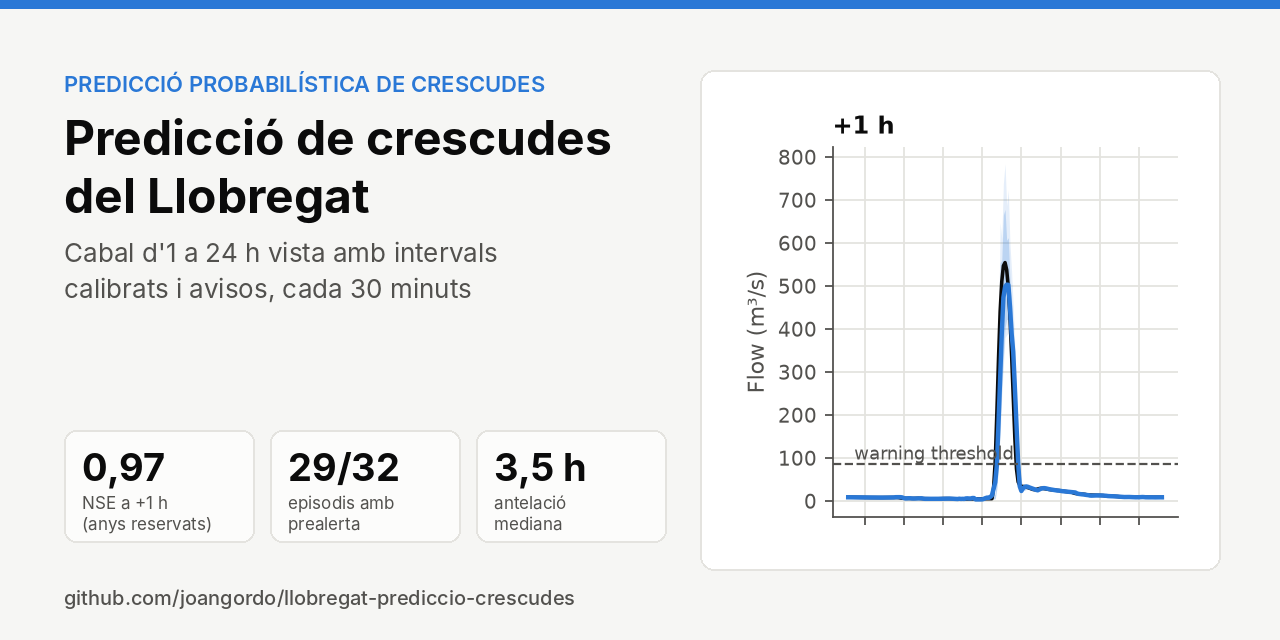 PREDICCIÓ PROBABILÍSTICA DE CRESCUDES
Predicció de crescudes
del Llobregat
Cabal d'1 a 24 h vista amb intervals
calibrats i avisos, cada 30 minuts
0,97
NSE a +1 h
(anys reservats)
29/32
episodis amb
prealerta
3,5 h
antelació
mediana
github.com/joangordo/llobregat-prediccio-crescudes
+1 h
Flow (m³/s)
800
700
600
500
400
300
200
100
0
warning threshold